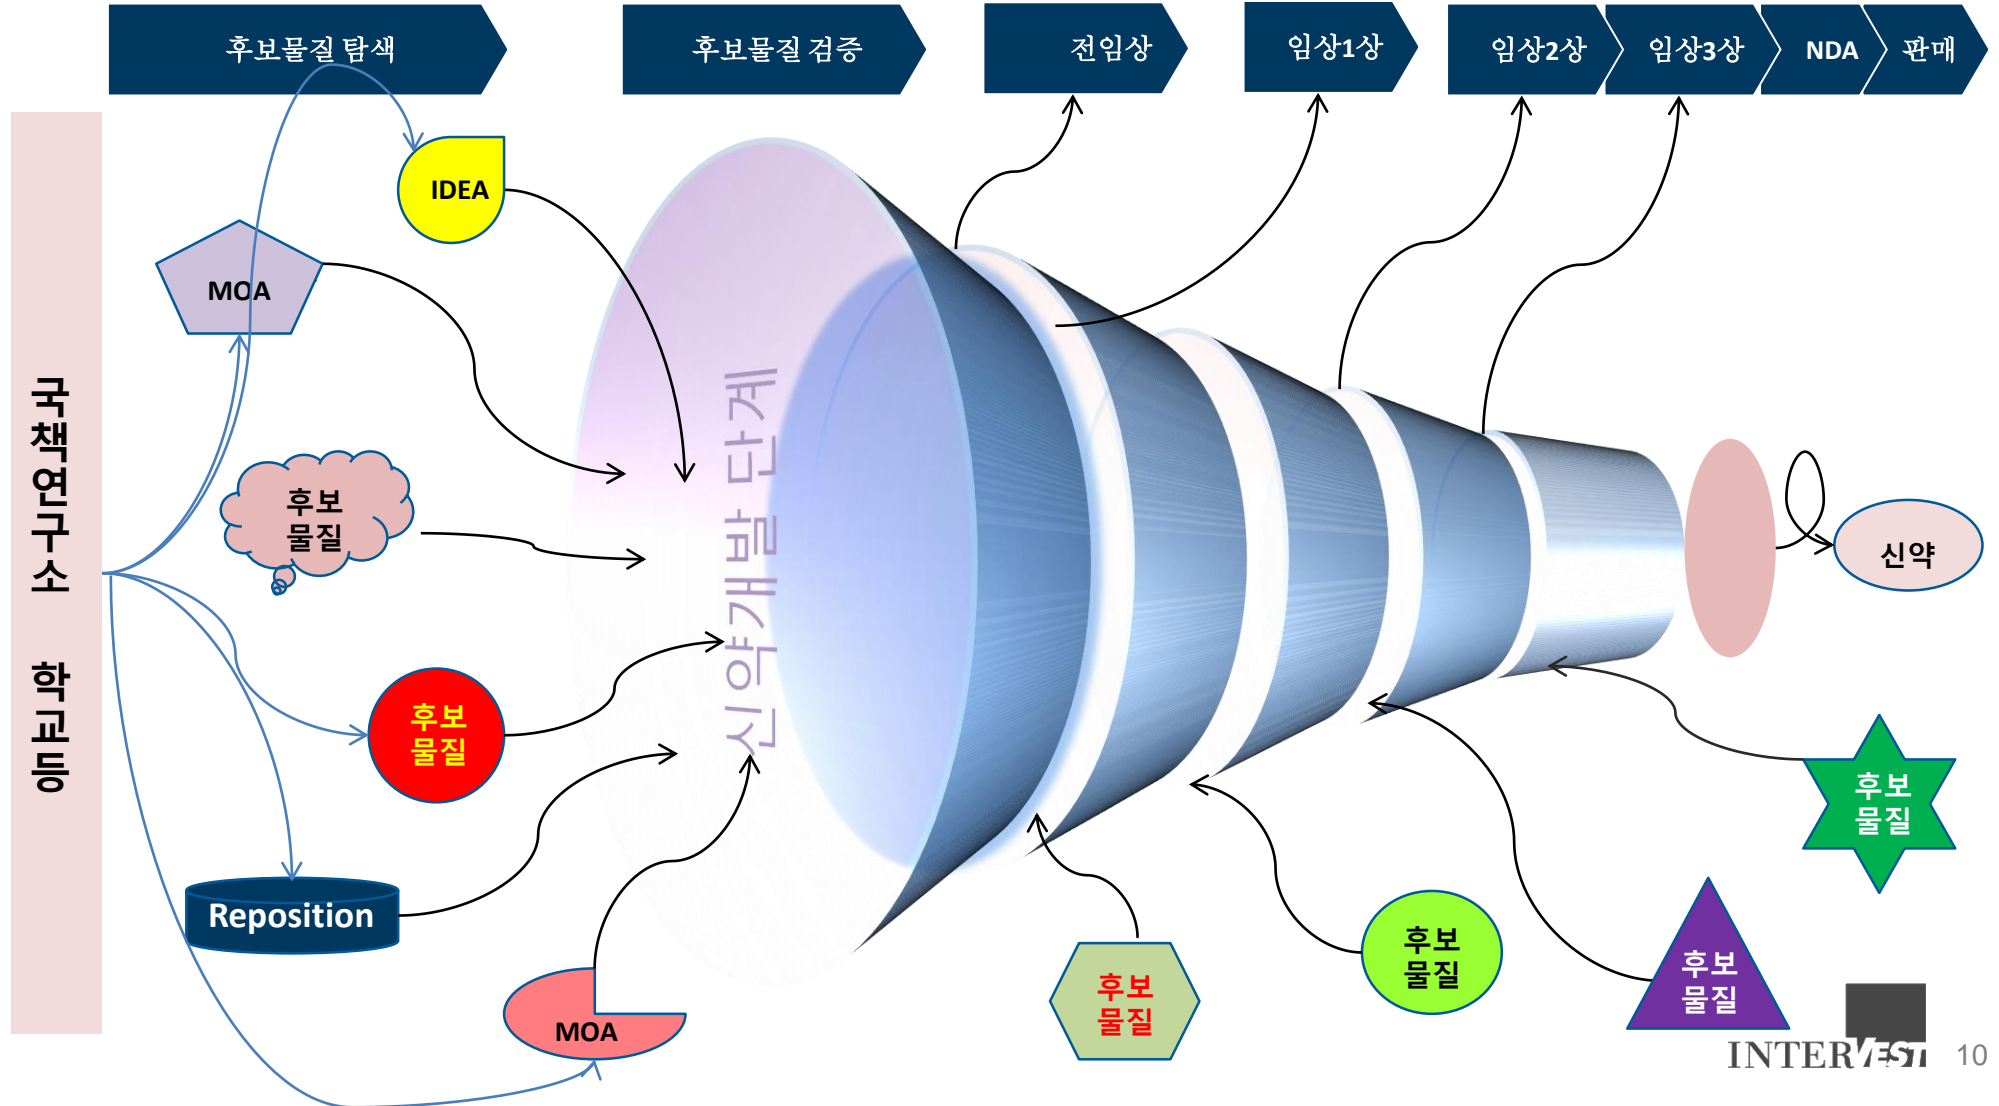 후보물질 탐색
후보물질 검증
전임상
임상1상
임상2상
임상3상
NDA
판매
국책연구소 학교등
IDEA
MOA
후보
물질
후보
물질
Reposition
MOA
신약개발 단계
신약
후보
물질
후보
물질
후보
물질
후보
물질
INTERVEST
10